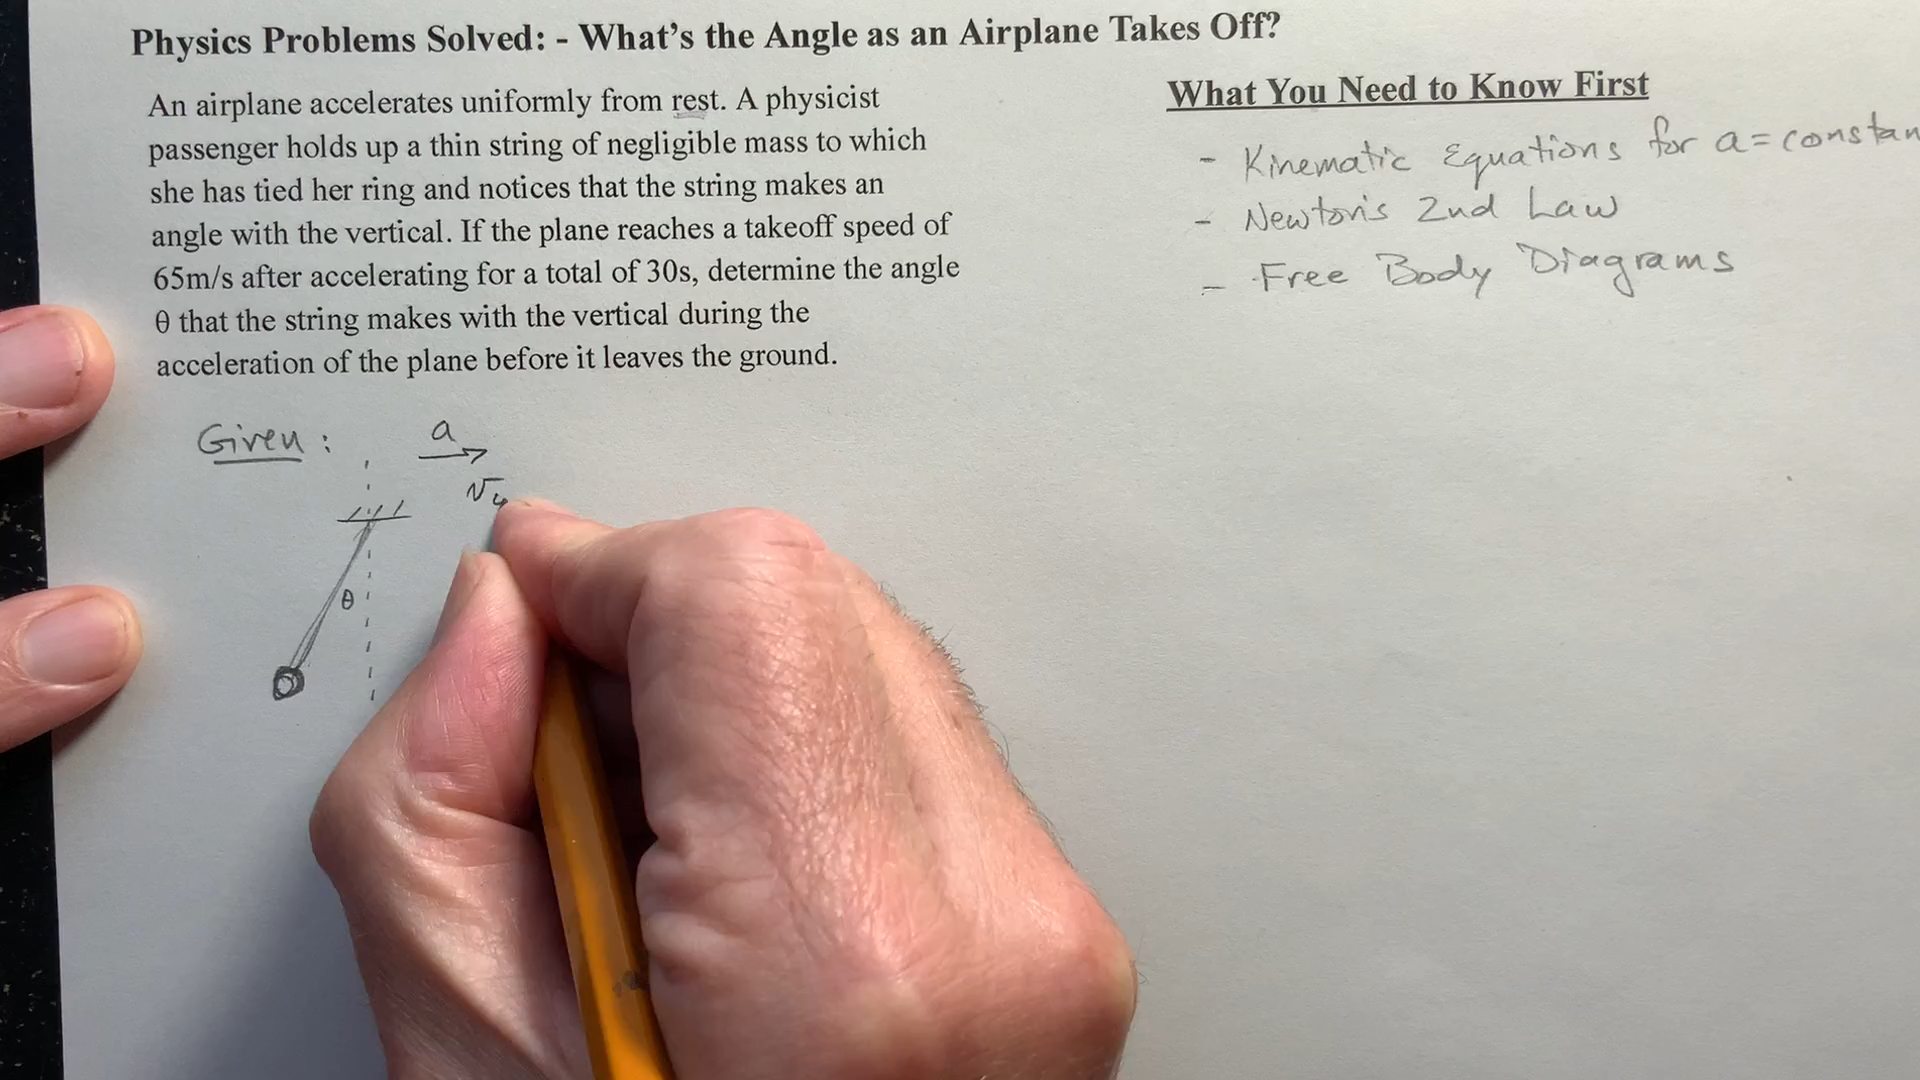 Physics Problems Solved: - What's the Angle as an Airplane Takes Off?
An airplane accelerates uniformly from rest. A physicist
passenger holds up a thin string of negligible mass to which
she has tied her ring and notices that the string makes an
angle with the vertical. If the plane reaches a takeoff speed of
65m/s after accelerating for a total of 30s, determine the angle
θ that the string makes with the vertical during the
acceleration of the plane before it leaves the ground.
What You Need to Know First
- Kinematic Equations for a = constan
- Newton's 2nd Law
- Free Body Diagrams
Given:
a
θ